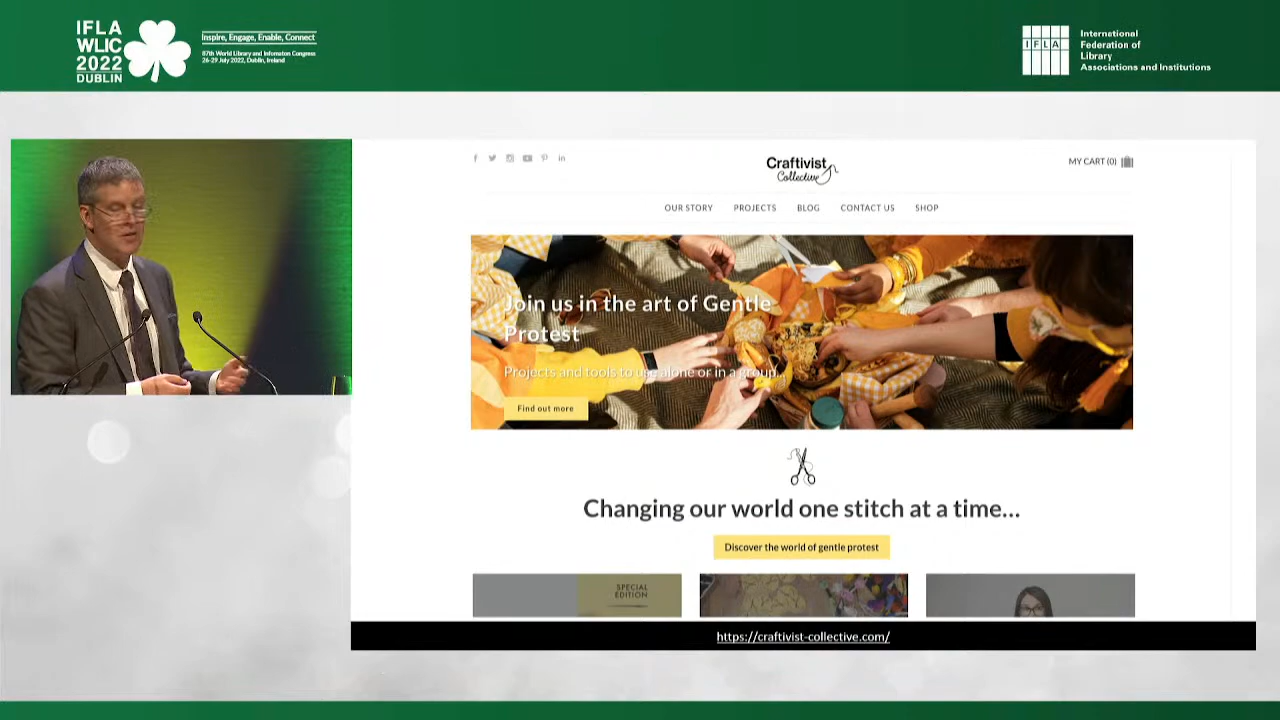 IFLA
WLIC
2022
DUBLIN
Inspire, Engage, Enable, Connect
87th World Library and Infomation Congress
26-29 July 2022, Dublin, Ireland
IFLA
International
Federation of
Library
Associations and Institutions
Craftivist
Collective
MY CART (0)
OUR STORY PROJECTS BLOG CONTACT US SHOP
Join us in the art of Gentle
Protest
Projects and tools to use alone or in a group...
Find out more
Changing our world one stitch at a time...
Discover the world of gentle protest
SPECIAL
EDITION
https://craftivist-collective.com/